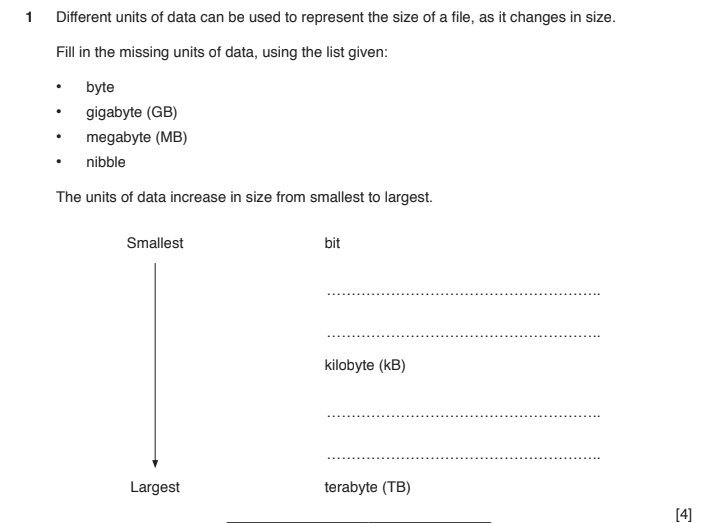 1 Different units of data can be used to represent the size of a file, as it changes in size.
Fill in the missing units of data, using the list given:
• byte
• gigabyte (GB)
• megabyte (MB)
• nibble
The units of data increase in size from smallest to largest.
Smallest bit
..........................................................
..........................................................
kilobyte (kB)
..........................................................
..........................................................
Largest terabyte (TB)
[4]